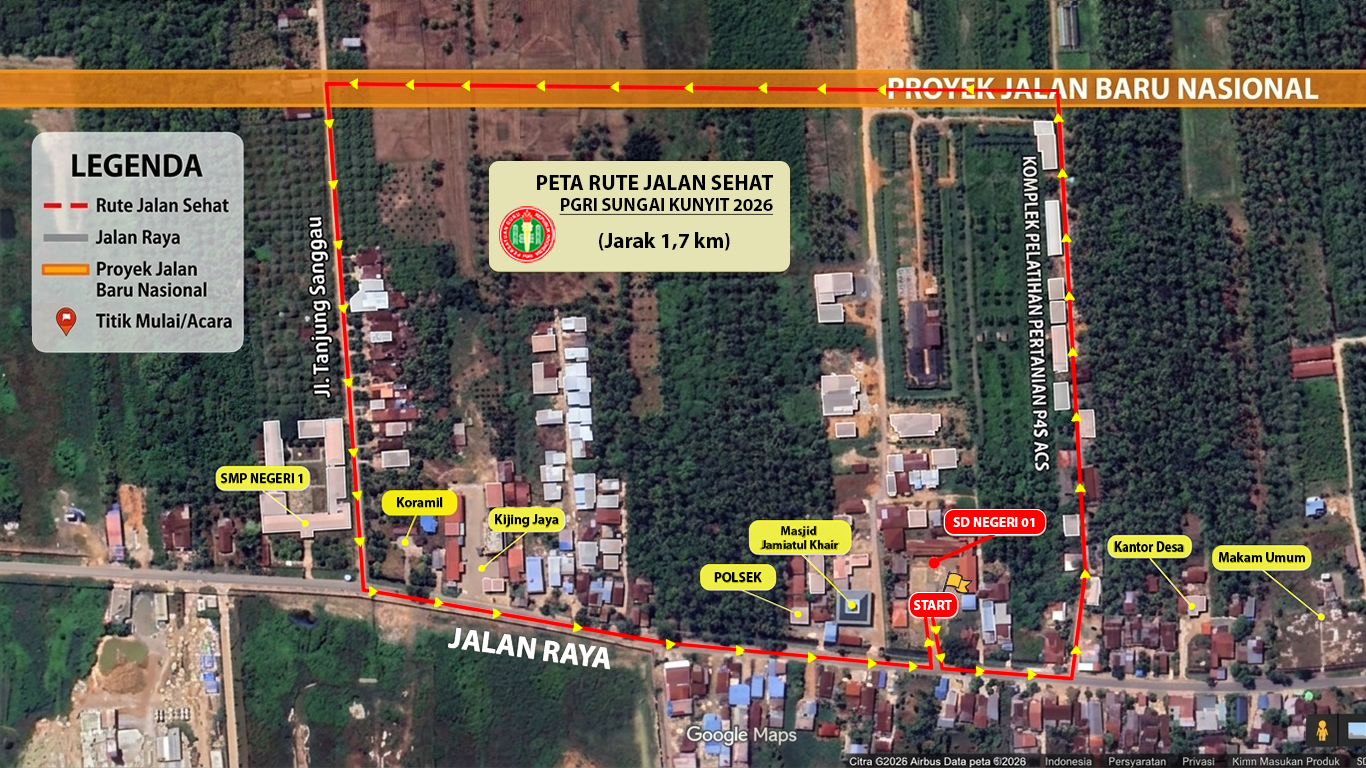 PROYEK JALAN BARU NASIONAL
LEGENDA
Rute Jalan Sehat
Jalan Raya
Proyek Jalan
Baru Nasional
Titik Mulai/Acara
PETA RUTE JALAN SEHAT
PGRI SUNGAI KUNYIT 2026
(Jarak 1,7 km)
Jl. Tanjung Sanggau
KOMPLEK PELATIHAN PERTANIAN P4S ACS
SMP NEGERI 1
Koramil
Kijing Jaya
Masjid
Jamiatul Khair
POLSEK
SD NEGERI 01
START
Kantor Desa
Makam Umum
JALAN RAYA
Google Maps
Citra ©2026 Airbus Data peta ©2026 Indonesia Persyaratan Privasi Kirim Masukan Produk